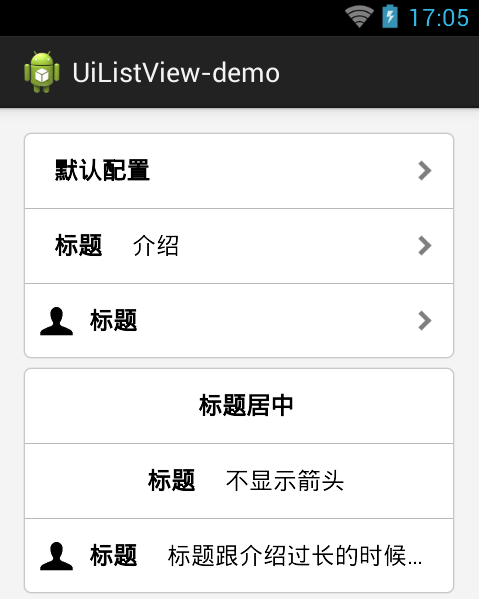 17:05
UiListView-demo
默认配置
标题 介绍
标题
标题居中
标题 不显示箭头
标题 标题跟介绍过长的时候...